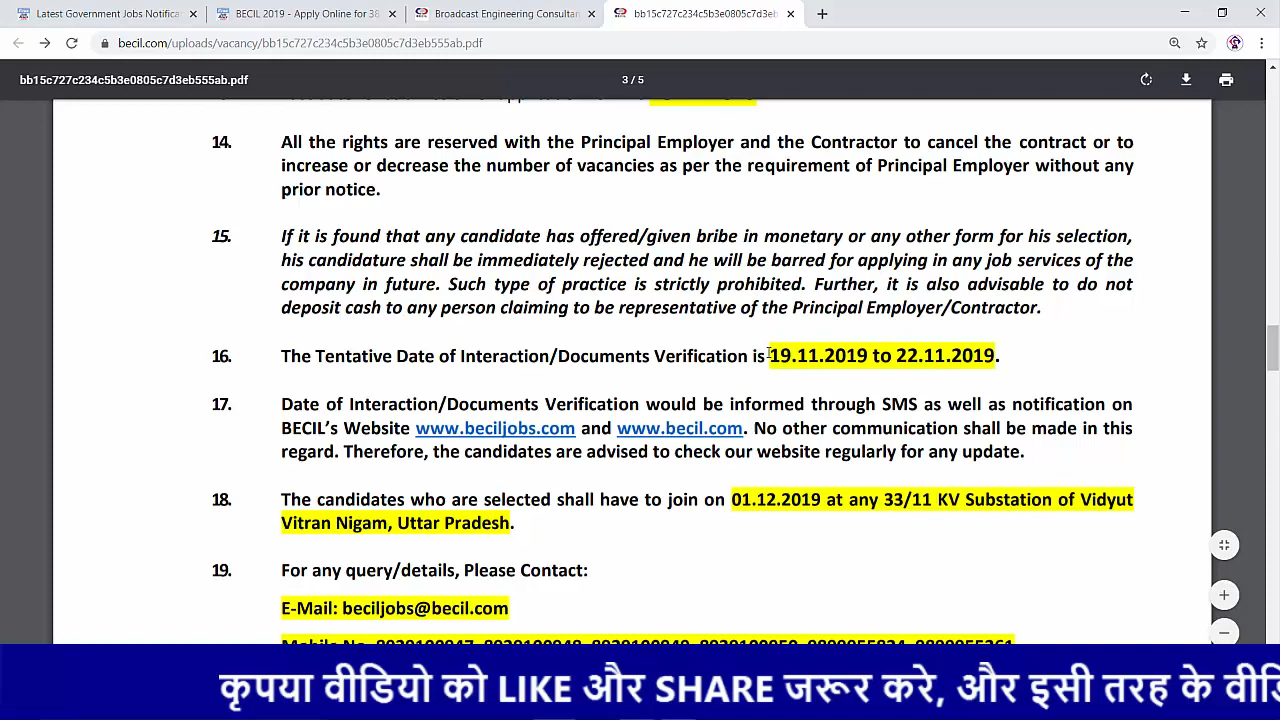 Latest Government Jobs Notifica
BECIL 2019 - Apply Online for 38
Broadcast Engineering Consultan
bb15c727c234c5b3e0805c7d3eb555ab.pdf
becil.com/uploads/vacancy/bb15c727c234c5b3e0805c7d3eb555ab.pdf
bb15c727c234c5b3e0805c7d3eb555ab.pdf
3 / 5
14. All the rights are reserved with the Principal Employer and the Contractor to cancel the contract or to
increase or decrease the number of vacancies as per the requirement of Principal Employer without any
prior notice.
15. If it is found that any candidate has offered/given bribe in monetary or any other form for his selection,
his candidature shall be immediately rejected and he will be barred for applying in any job services of the
company in future. Such type of practice is strictly prohibited. Further, it is also advisable to do not
deposit cash to any person claiming to be representative of the Principal Employer/Contractor.
16. The Tentative Date of Interaction/Documents Verification is 19.11.2019 to 22.11.2019.
17. Date of Interaction/Documents Verification would be informed through SMS as well as notification on
BECIL’s Website www.beciljobs.com and www.becil.com. No other communication shall be made in this
regard. Therefore, the candidates are advised to check our website regularly for any update.
18. The candidates who are selected shall have to join on 01.12.2019 at any 33/11 KV Substation of Vidyut
Vitran Nigam, Uttar Pradesh.
19. For any query/details, Please Contact:
E-Mail: beciljobs@becil.com
कृपया वीडियो को LIKE और SHARE जरूर करे, और इसी तरह के वीडि